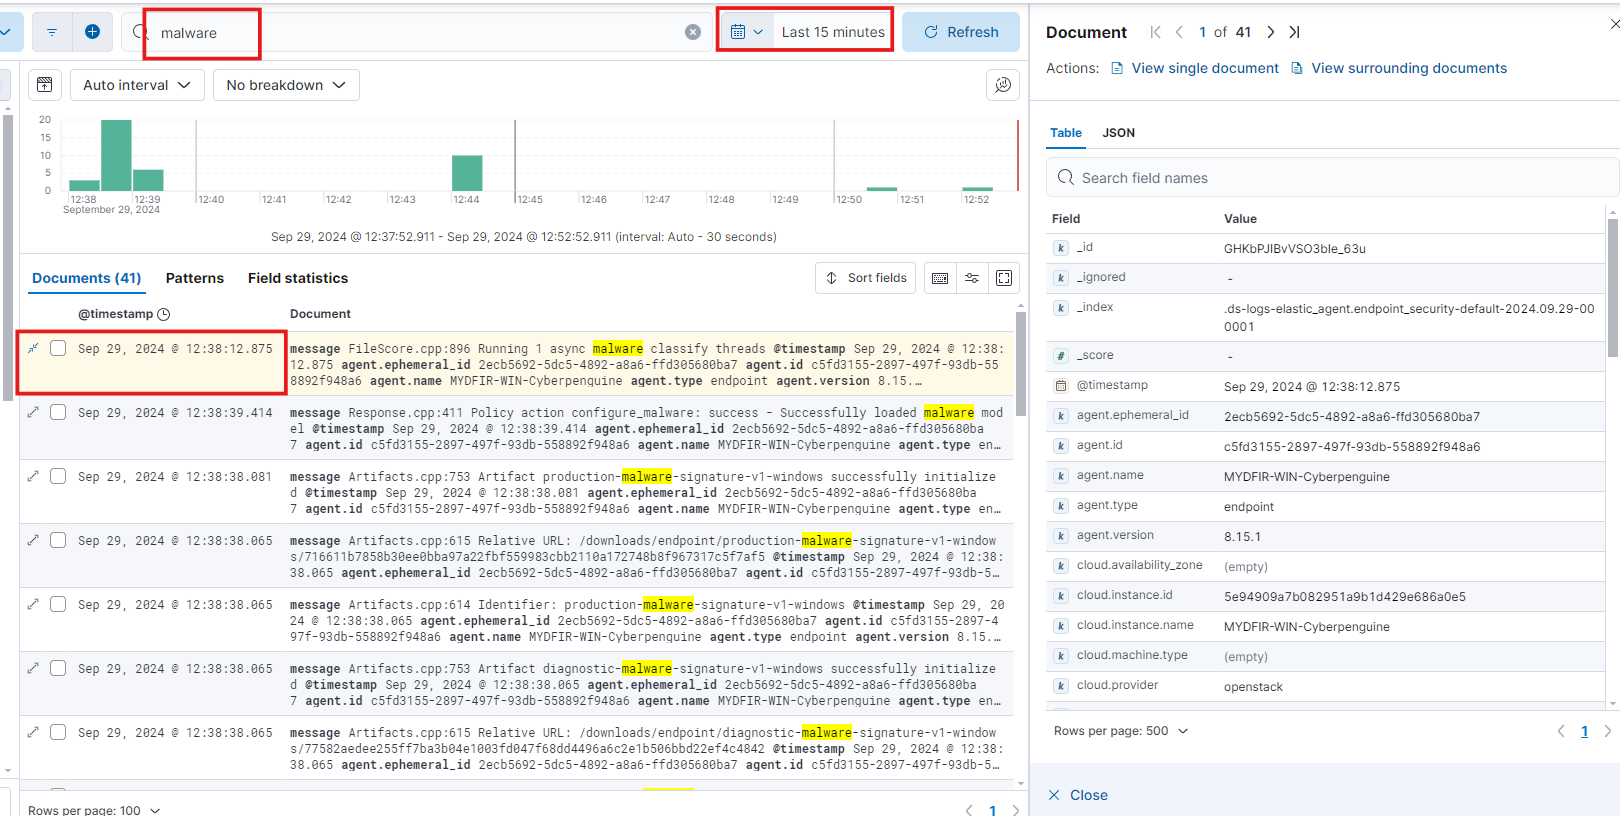 malware
Last 15 minutes
Refresh
Auto interval
No breakdown
20
15
10
5
0
12:38
12:39
12:40
12:41
12:42
12:43
12:44
12:45
12:46
12:47
12:48
12:49
12:50
12:51
12:52
September 29, 2024
Sep 29, 2024 @ 12:37:52.911 - Sep 29, 2024 @ 12:52:52.911 (interval: Auto - 30 seconds)
Documents (41) Patterns Field statistics
Sort fields
@timestamp Document
Sep 29, 2024 @ 12:38:12.875
message FileScore.cpp:896 Running 1 async malware classify threads @timestamp Sep 29, 2024 @ 12:38:
12.875 agent.ephemeral_id 2ecb5692-5dc5-4892-a8a6-ffd305680ba7 agent.id c5fd3155-2897-497f-93db-55
8892f948a6 agent.name MYDFIR-WIN-Cyberpenguine agent.type endpoint agent.version 8.15.…
Sep 29, 2024 @ 12:38:39.414
message Response.cpp:411 Policy action configure_malware: success - Successfully loaded malware mod
el @timestamp Sep 29, 2024 @ 12:38:39.414 agent.ephemeral_id 2ecb5692-5dc5-4892-a8a6-ffd305680ba
7 agent.id c5fd3155-2897-497f-93db-558892f948a6 agent.name MYDFIR-WIN-Cyberpenguine agent.type en…
Sep 29, 2024 @ 12:38:38.081
message Artifacts.cpp:753 Artifact production-malware-signature-v1-windows successfully initialize
d @timestamp Sep 29, 2024 @ 12:38:38.081 agent.ephemeral_id 2ecb5692-5dc5-4892-a8a6-ffd305680ba
7 agent.id c5fd3155-2897-497f-93db-558892f948a6 agent.name MYDFIR-WIN-Cyberpenguine agent.type en…
Sep 29, 2024 @ 12:38:38.065
message Artifacts.cpp:615 Relative URL: /downloads/endpoint/production-malware-signature-v1-window
s/716611b7858b30ee0bba97a22fbf559983cbb2110a172748b8f967317c5f7af5 @timestamp Sep 29, 2024 @ 12:38:
38.065 agent.ephemeral_id 2ecb5692-5dc5-4892-a8a6-ffd305680ba7 agent.id c5fd3155-2897-497f-93db-5…
Sep 29, 2024 @ 12:38:38.065
message Artifacts.cpp:614 Identifier: production-malware-signature-v1-windows @timestamp Sep 29, 20
24 @ 12:38:38.065 agent.ephemeral_id 2ecb5692-5dc5-4892-a8a6-ffd305680ba7 agent.id c5fd3155-2897-4
97f-93db-558892f948a6 agent.name MYDFIR-WIN-Cyberpenguine agent.type endpoint agent.version 8.15.…
Sep 29, 2024 @ 12:38:38.065
message Artifacts.cpp:753 Artifact diagnostic-malware-signature-v1-windows successfully initialize
d @timestamp Sep 29, 2024 @ 12:38:38.065 agent.ephemeral_id 2ecb5692-5dc5-4892-a8a6-ffd305680ba
7 agent.id c5fd3155-2897-497f-93db-558892f948a6 agent.name MYDFIR-WIN-Cyberpenguine agent.type en…
Sep 29, 2024 @ 12:38:38.065
message Artifacts.cpp:615 Relative URL: /downloads/endpoint/diagnostic-malware-signature-v1-window
s/77582aedee255ff7ba3b04e1003fd047f68dd4496a6c2e1b506bbd22ef4c4842 @timestamp Sep 29, 2024 @ 12:38:
38.065 agent.ephemeral_id 2ecb5692-5dc5-4892-a8a6-ffd305680ba7 agent.id c5fd3155-2897-497f-93db-5…
Rows per page: 100
1
Document
1 of 41
Actions: View single document View surrounding documents
Table JSON
Search field names
Field Value
k _id GHKbPJIBvVSO3ble_63u
k _ignored -
k _index .ds-logs-elastic_agent.endpoint_security-default-2024.09.29-00
0001
# _score -
@timestamp Sep 29, 2024 @ 12:38:12.875
k agent.ephemeral_id 2ecb5692-5dc5-4892-a8a6-ffd305680ba7
k agent.id c5fd3155-2897-497f-93db-558892f948a6
k agent.name MYDFIR-WIN-Cyberpenguine
k agent.type endpoint
k agent.version 8.15.1
k cloud.availability_zone (empty)
k cloud.instance.id 5e94909a7b082951a9b1d429e686a0e5
k cloud.instance.name MYDFIR-WIN-Cyberpenguine
k cloud.machine.type (empty)
k cloud.provider openstack
Rows per page: 500
1
Close